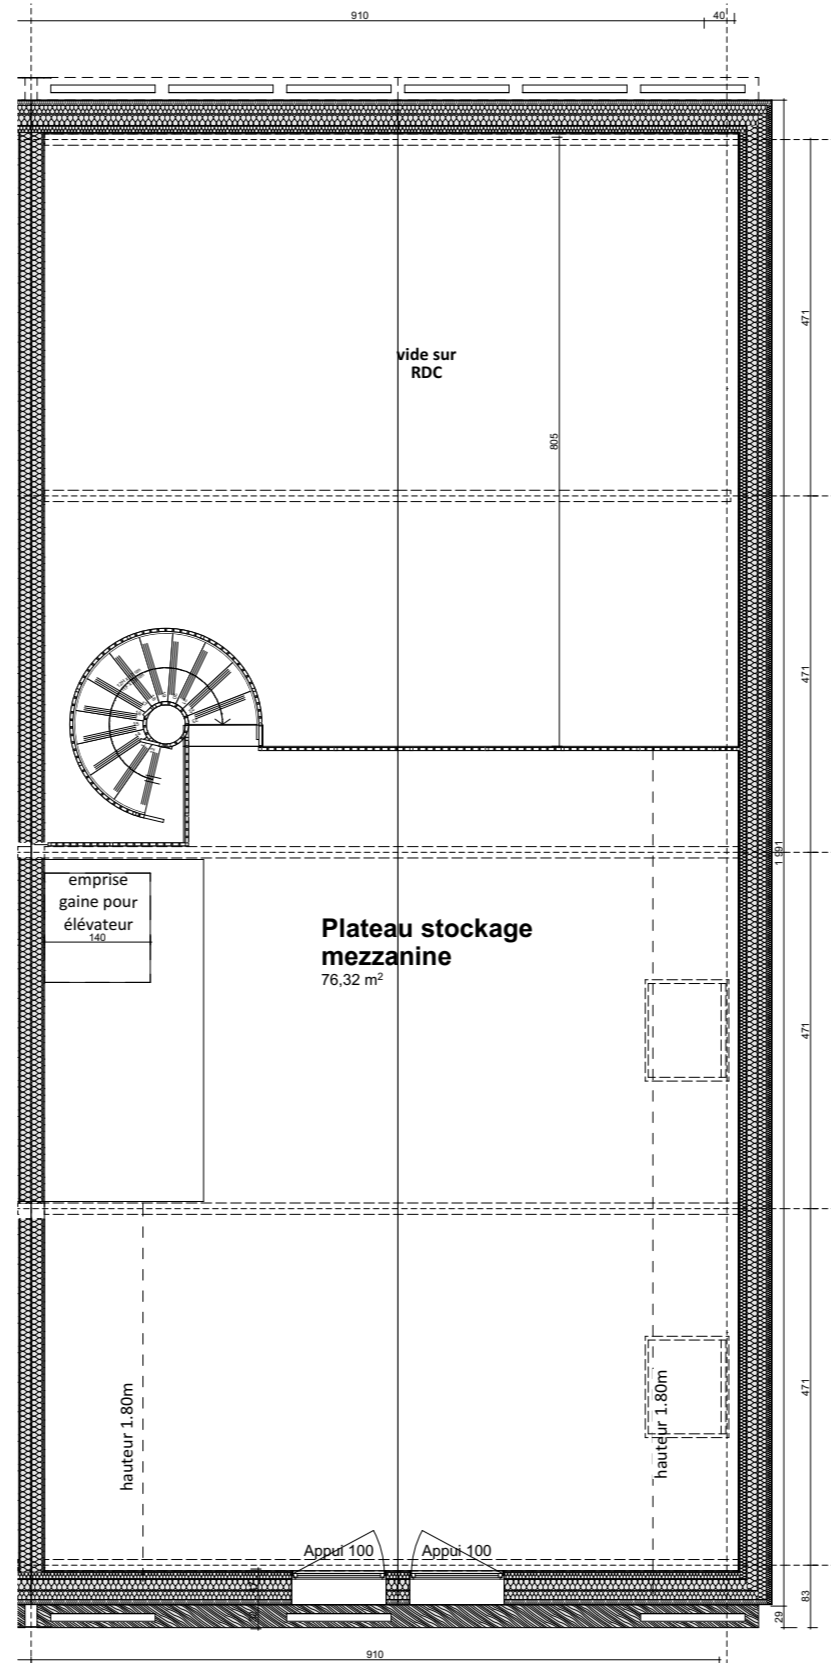 910
40
471
vide sur
RDC
805
471
1 991
emprise
gaine pour
élévateur
140
Plateau stockage
mezzanine
76,32 m²
471
hauteur 1.80m
hauteur 1.80m
471
Appui 100
Appui 100
83
29
910